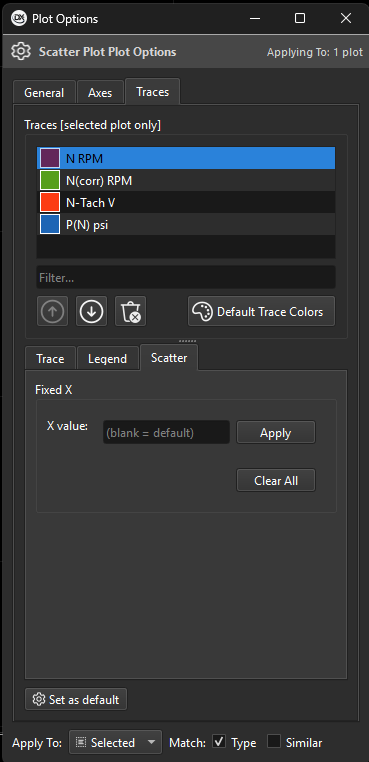 DX Plot Options
Scatter Plot Plot Options Applying To: 1 plot
General Axes Traces
Traces [selected plot only]
N RPM
N(corr) RPM
N-Tach V
P(N) psi
Filter...
Default Trace Colors
Trace Legend Scatter
Fixed X
X value: (blank = default) Apply
Clear All
Set as default
Apply To: Selected Match: Type Similar